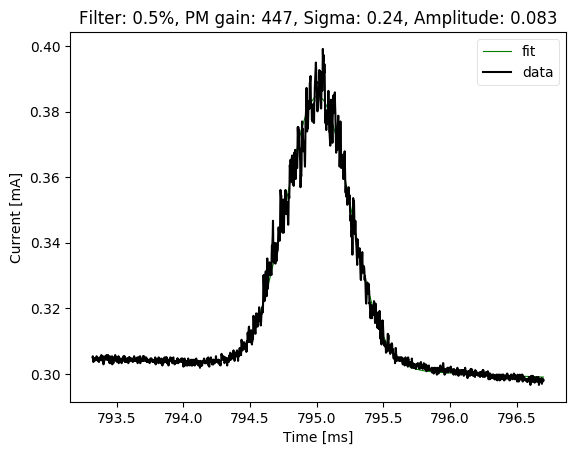 Filter: 0.5%, PM gain: 447, Sigma: 0.24, Amplitude: 0.083
fit
data
Current [mA]
0.40
0.38
0.36
0.34
0.32
0.30
793.5 794.0 794.5 795.0 795.5 796.0 796.5
Time [ms]